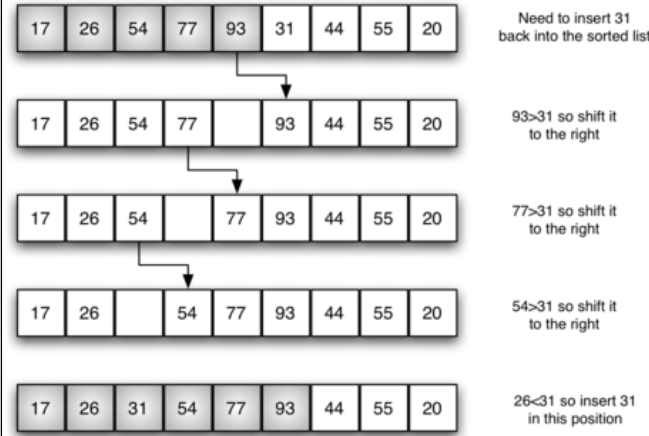 17 26 54 77 93 31 44 55 20
Need to insert 31
back into the sorted list
17 26 54 77 93 44 55 20
93>31 so shift it
to the right
17 26 54 77 93 44 55 20
77>31 so shift it
to the right
17 26 54 77 93 44 55 20
54>31 so shift it
to the right
17 26 31 54 77 93 44 55 20
26<31 so insert 31
in this position